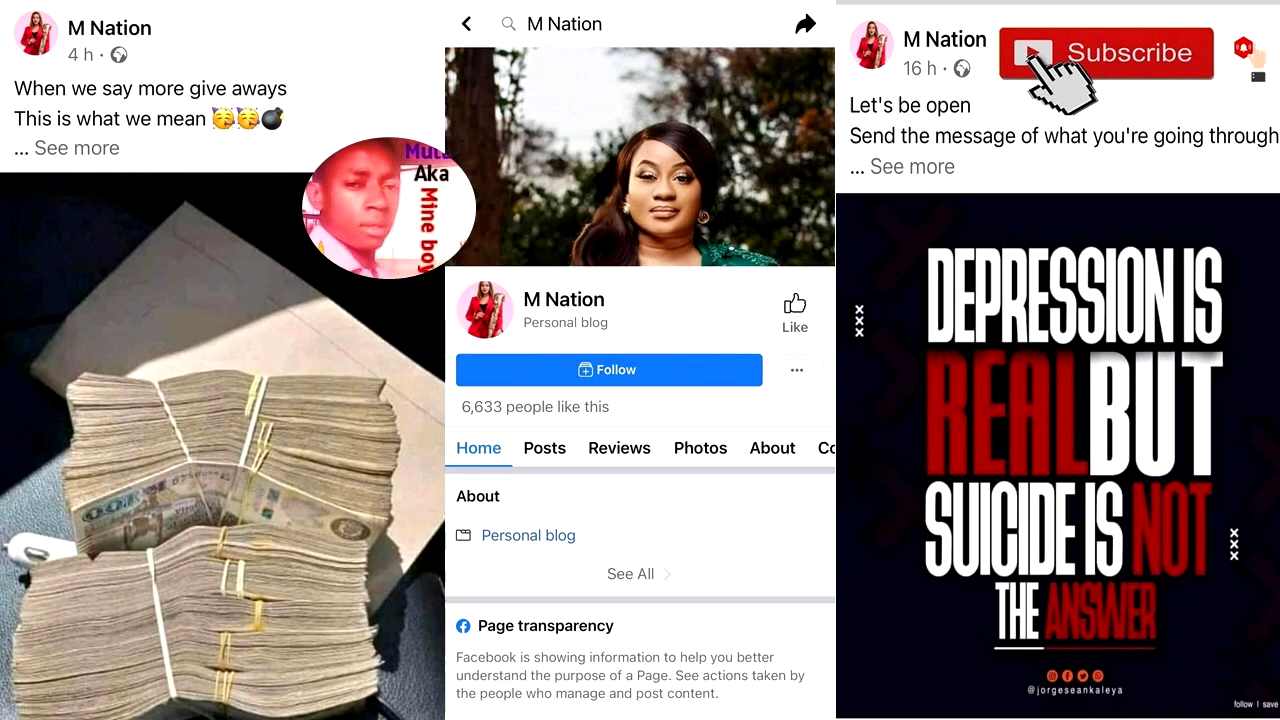 M Nation
4 h ·
When we say more give aways
This is what we mean 🥳🥳💣
... See more
Aka
Mine boy
M Nation
M Nation
Personal blog
Like
Follow
...
6,633 people like this
Home Posts Reviews Photos About Co
About
Personal blog
See All
Page transparency
Facebook is showing information to help you better
understand the purpose of a Page. See actions taken by
the people who manage and post content.
M Nation
16 h ·
Subscribe
Let's be open
Send the message of what you're going through
... See more
DEPRESSION IS
REAL BUT
SUICIDE IS NOT
THE ANSWER
@jorgeseankaleya
follow | save